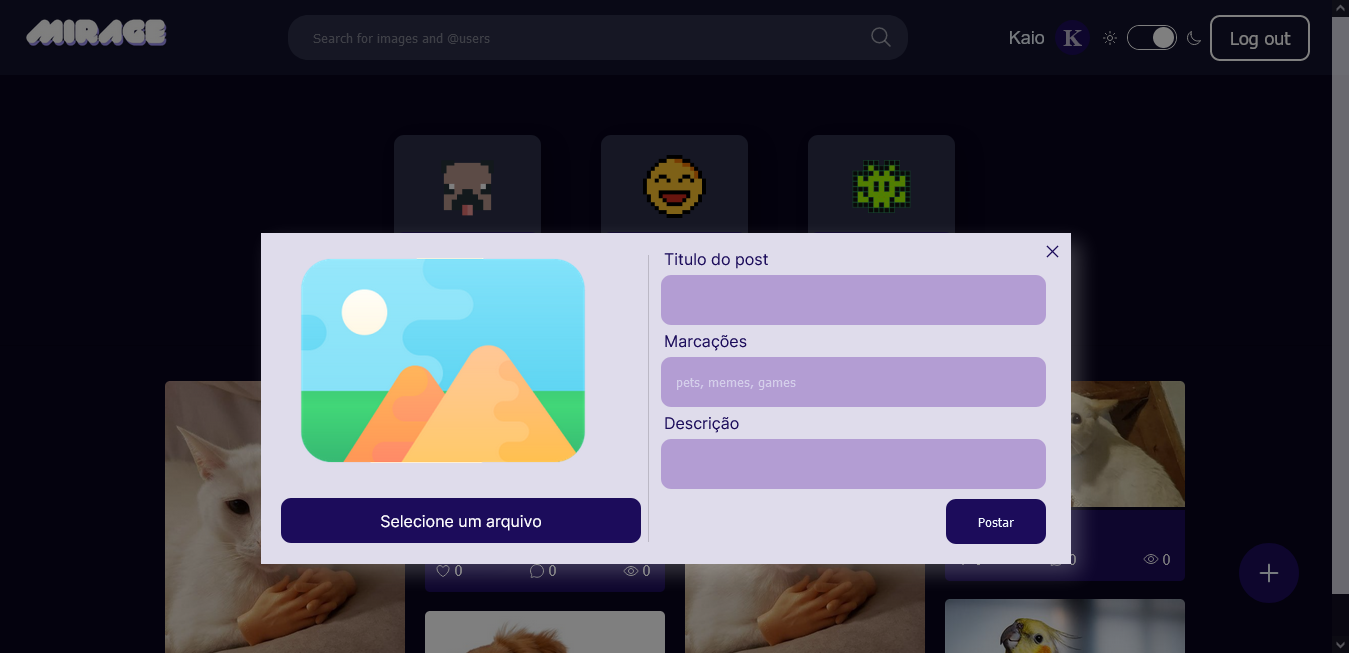 MIRAGE
Search for images and @users
Kaio
K
Log out
Titulo do post
Marcações
pets, memes, games
Descrição
Selecione um arquivo
Postar
0 0 0
0 0